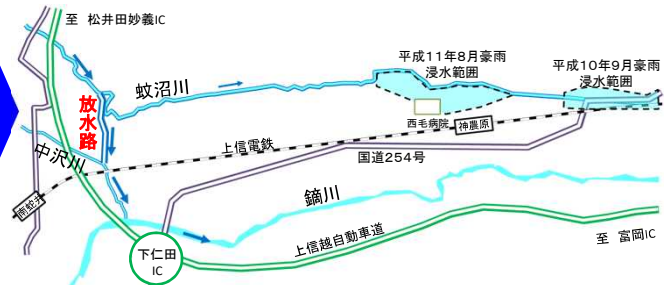 至 松井田妙義IC
平成11年8月豪雨
浸水範囲
平成10年9月豪雨
浸水範囲
蚊沼川
放水路
西毛病院
神農原
上信電鉄
中沢川
国道254号
南蛇井
鏑川
下仁田
IC
上信越自動車道
至 富岡IC